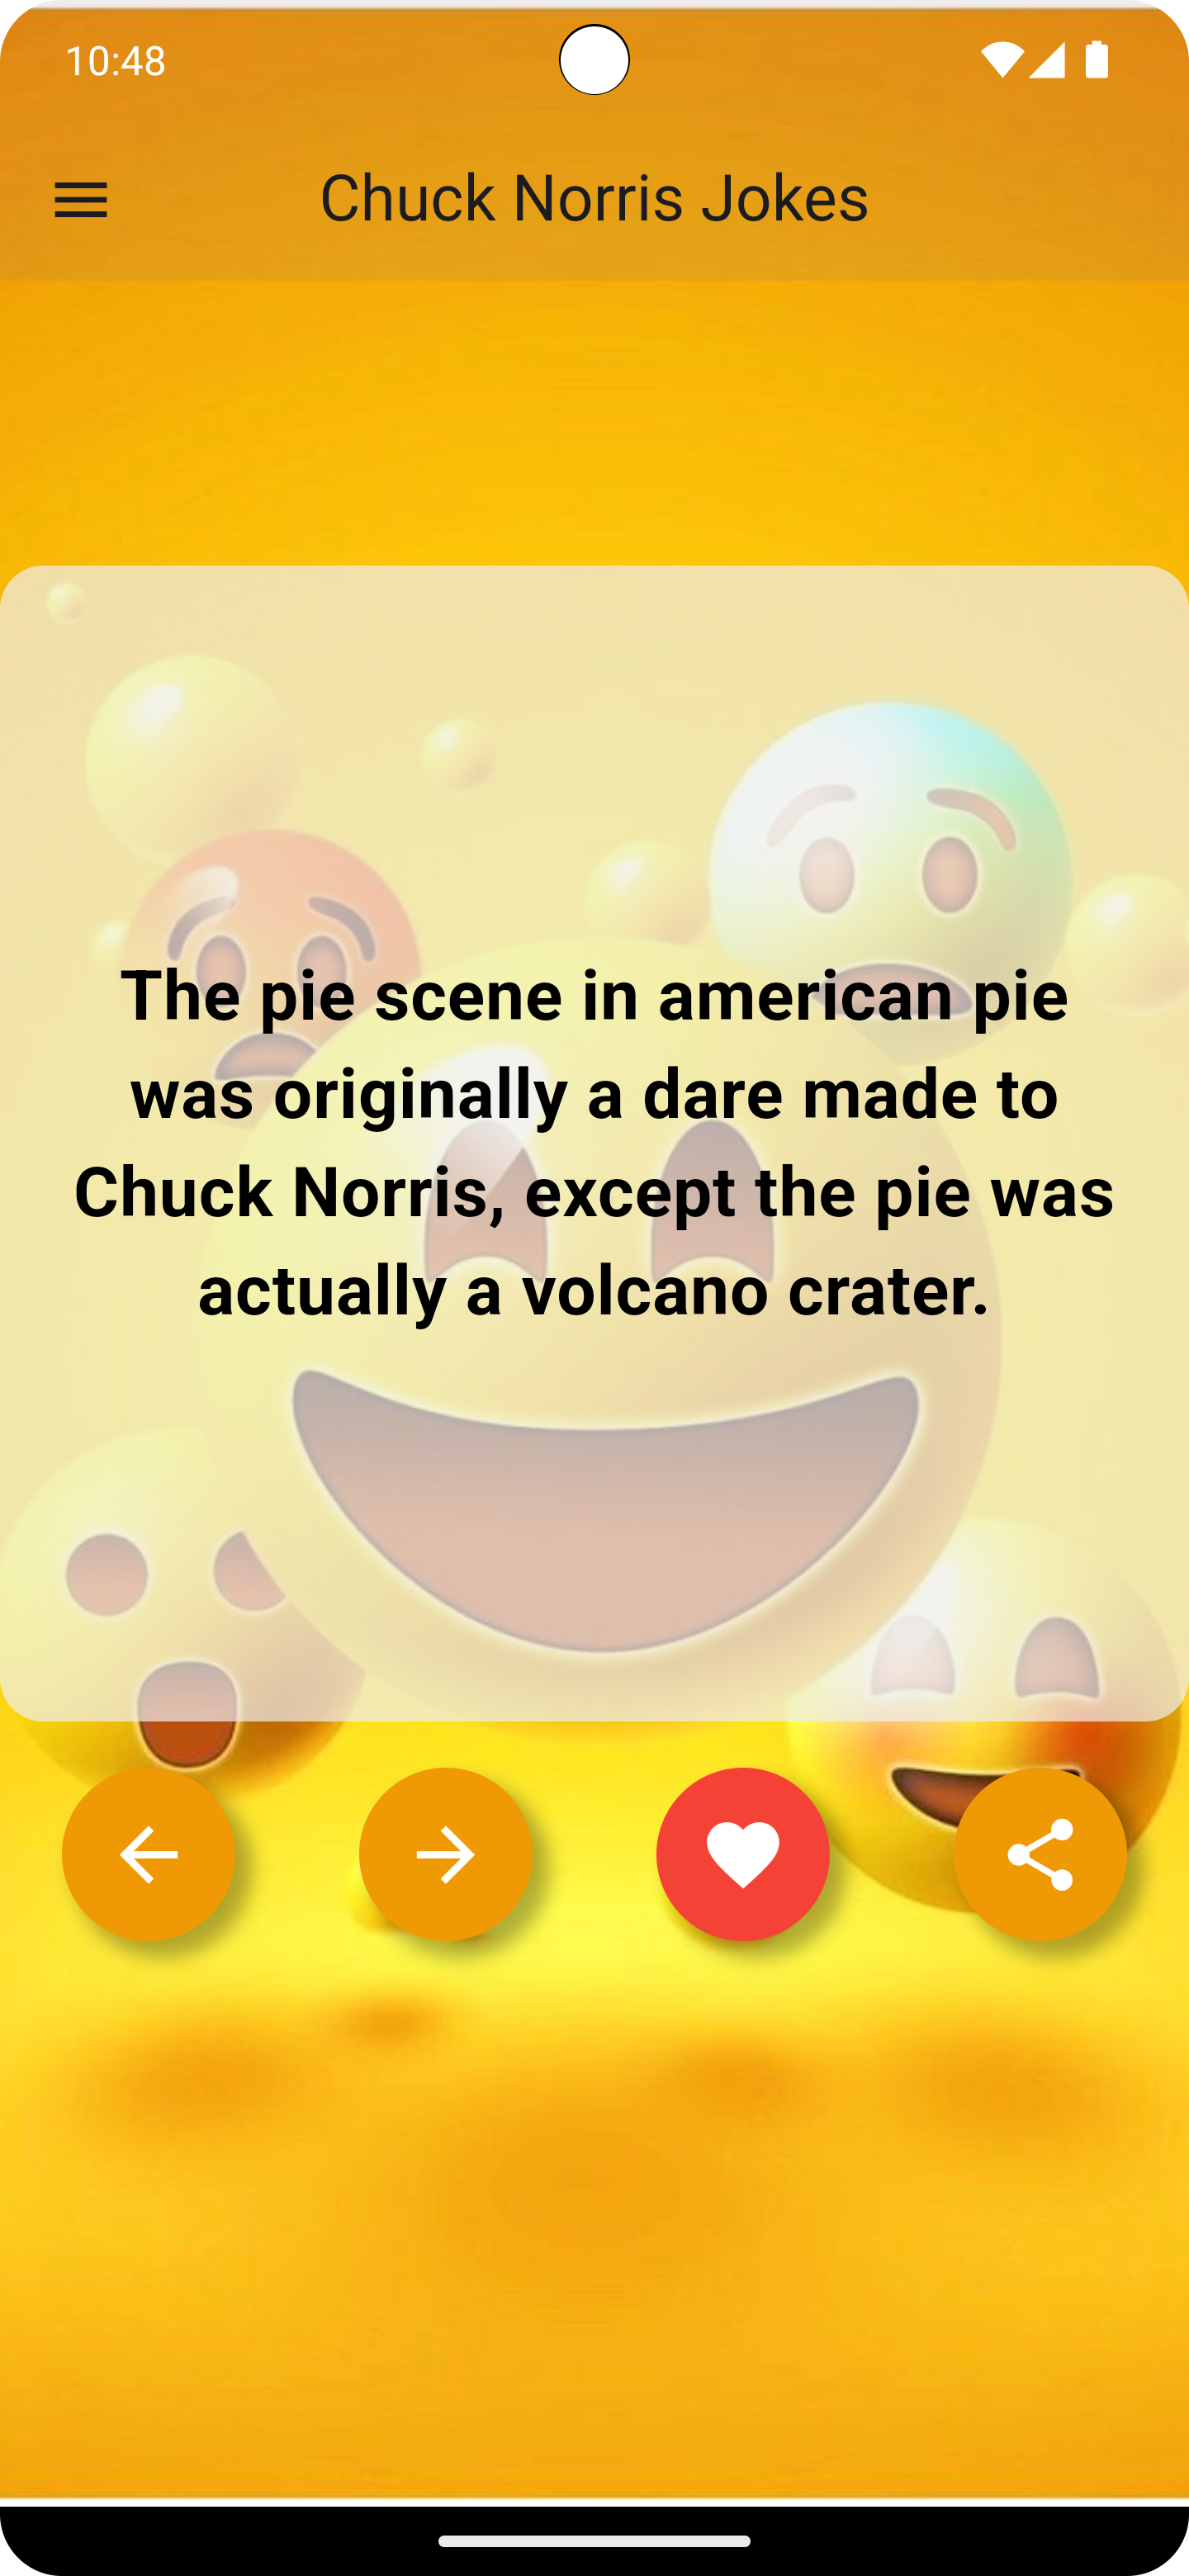 10:48
Chuck Norris Jokes
The pie scene in american pie
was originally a dare made to
Chuck Norris, except the pie was
actually a volcano crater.